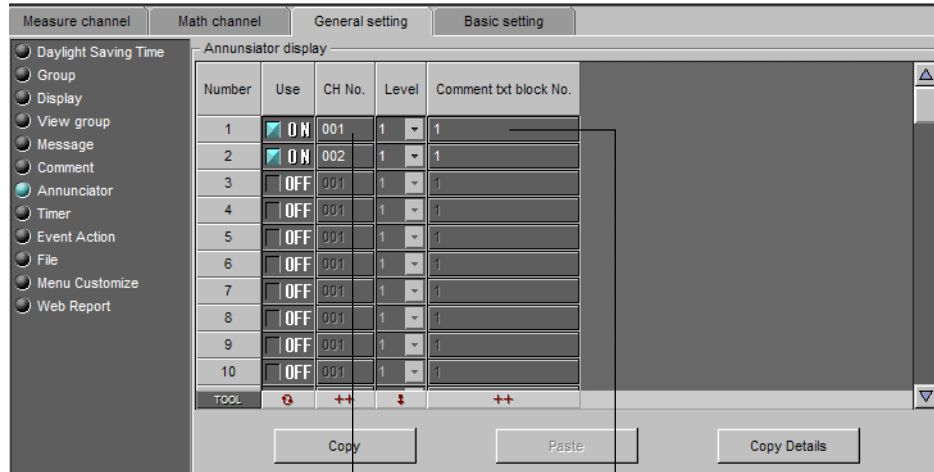 Measure channel Math channel General setting Basic setting
Daylight Saving Time
Group
Display
View group
Message
Comment
Annunciator
Timer
Event Action
File
Menu Customize
Web Report
Annunsiator display
Number Use CH No. Level Comment txt block No.
1 ON 001 1 1
2 ON 002 1 1
3 OFF 001 1 1
4 OFF 001 1 1
5 OFF 001 1 1
6 OFF 001 1 1
7 OFF 001 1 1
8 OFF 001 1 1
9 OFF 001 1 1
10 OFF 001 1 1
TOOL ++ ++
Copy Paste Copy Details